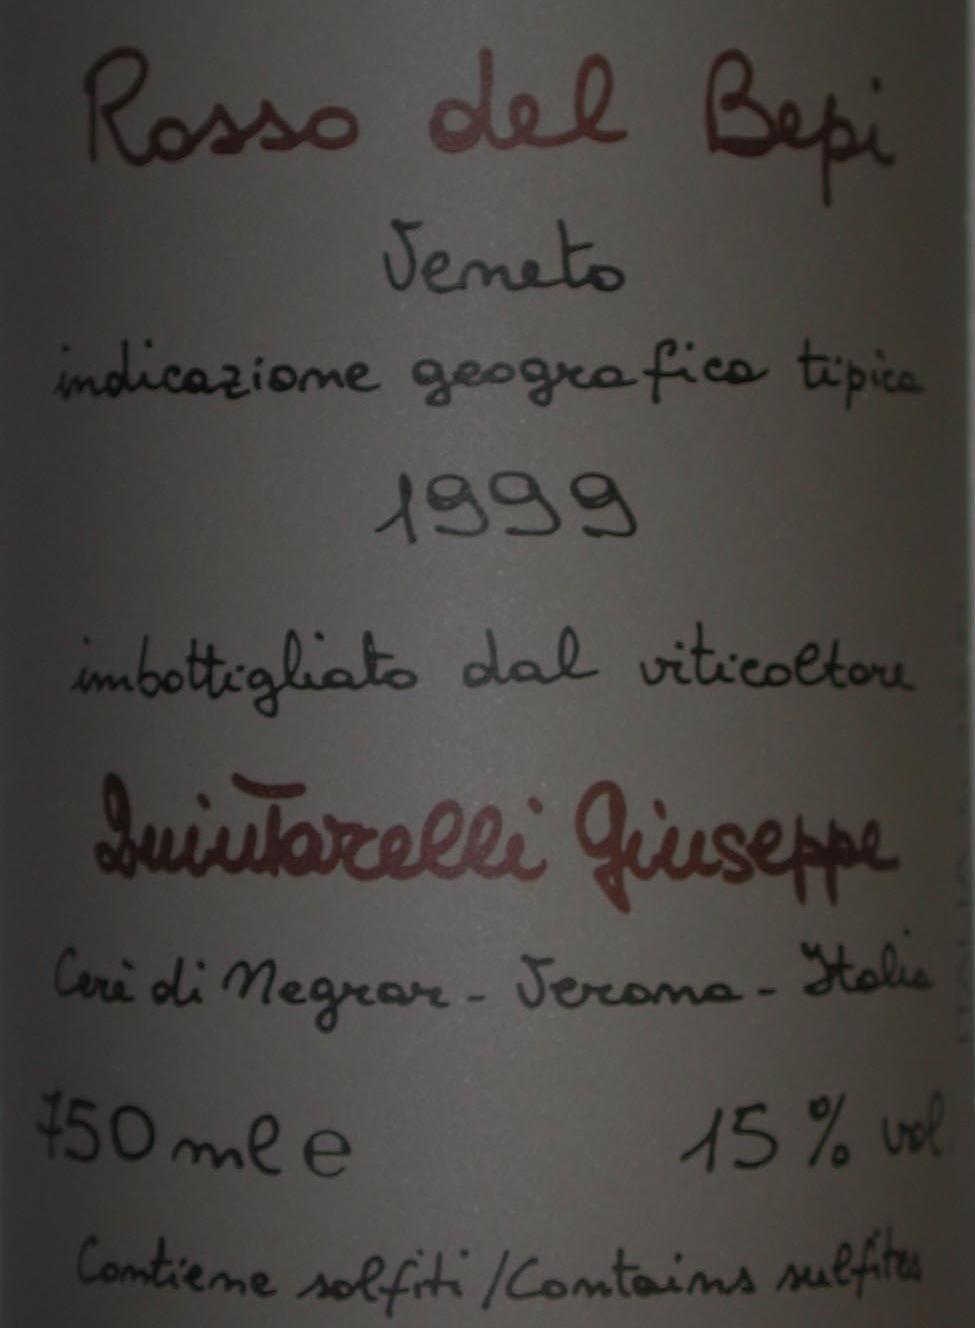 Rosso del Bepi
Veneto
indicazione geografica tipica
1999
imbottigliato dal viticoltore
Quintarelli Giuseppe
Cerè di Negrar - Verona - Italia
750 ml e 15% vol
Contiene solfiti / Contains sulfites